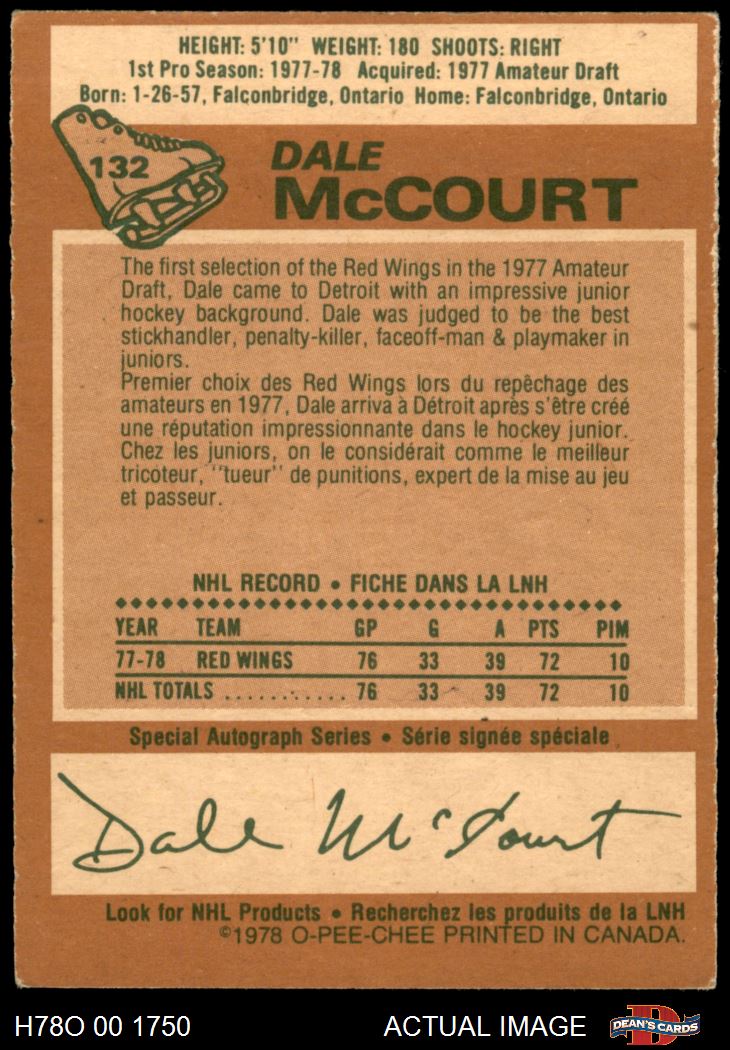 HEIGHT: 5'10" WEIGHT: 180 SHOOTS: RIGHT
1st Pro Season: 1977-78 Acquired: 1977 Amateur Draft
Born: 1-26-57, Falconbridge, Ontario Home: Falconbridge, Ontario
132
DALE
McCOURT
The first selection of the Red Wings in the 1977 Amateur
Draft, Dale came to Detroit with an impressive junior
hockey background. Dale was judged to be the best
stickhandler, penalty-killer, faceoff-man & playmaker in
juniors.
Premier choix des Red Wings lors du repêchage des
amateurs en 1977, Dale arriva à Détroit après s'être créé
une réputation impressionnante dans le hockey junior.
Chez les juniors, on le considérait comme le meilleur
tricoteur, "tueur" de punitions, expert de la mise au jeu
et passeur.
NHL RECORD • FICHE DANS LA LNH
YEAR TEAM GP G A PTS PIM
77-78 RED WINGS 76 33 39 72 10
NHL TOTALS ............ 76 33 39 72 10
Special Autograph Series • Série signée spéciale
Dale McCourt
Look for NHL Products • Recherchez les produits de la LNH
©1978 O-PEE-CHEE PRINTED IN CANADA.
H78O 00 1750
ACTUAL IMAGE
D
DEAN'S CARDS